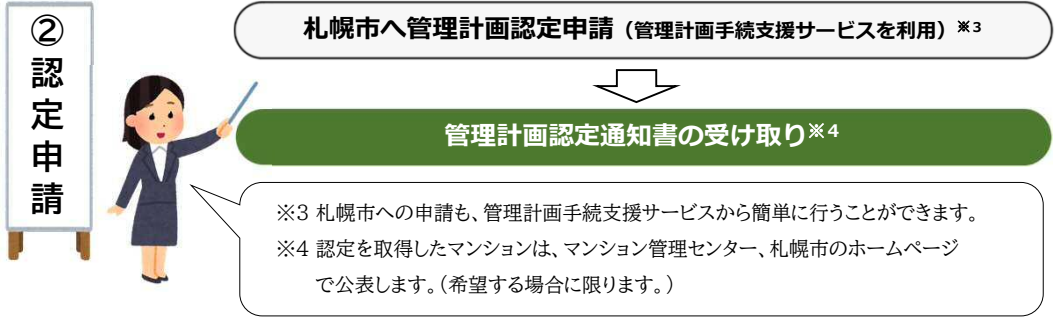 ②認定申請
札幌市へ管理計画認定申請（管理計画手続支援サービスを利用）※3
管理計画認定通知書の受け取り※4
※3 札幌市への申請も、管理計画手続支援サービスから簡単に行うことができます。
※4 認定を取得したマンションは、マンション管理センター、札幌市のホームページ
で公表します。（希望する場合に限ります。）